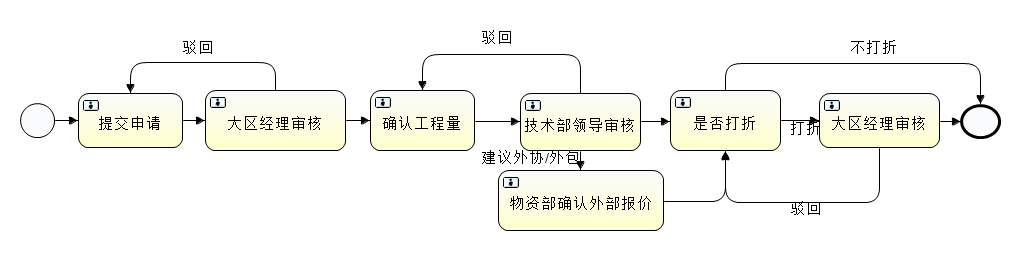 驳回
驳回
不打折
提交申请
大区经理审核
确认工程量
技术部领导审核
是否打折
打折
大区经理审核
建议外协/外包
物资部确认外部报价
驳回